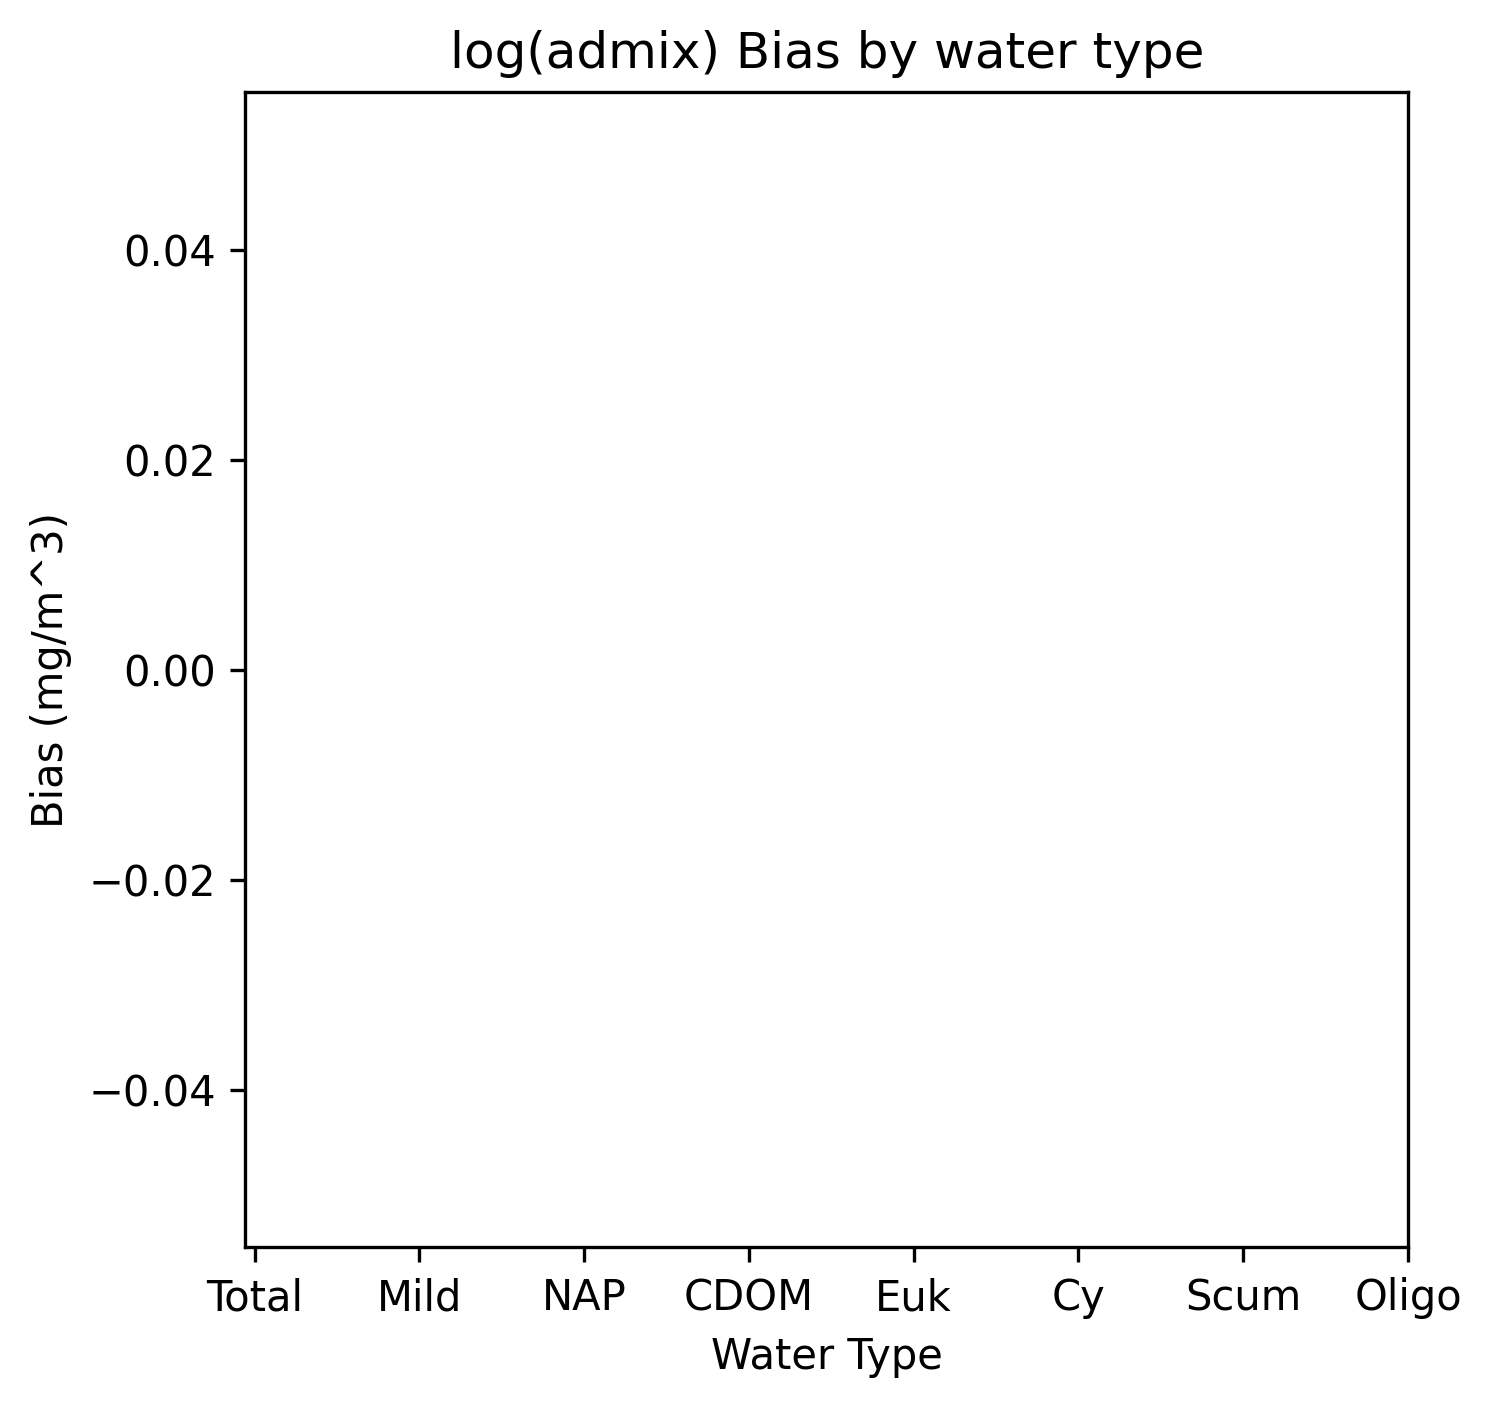 log(admix) Bias by water type
0.04
0.02
0.00
−0.02
−0.04
Bias (mg/m^3)
Total Mild NAP CDOM Euk Cy Scum Oligo
Water Type